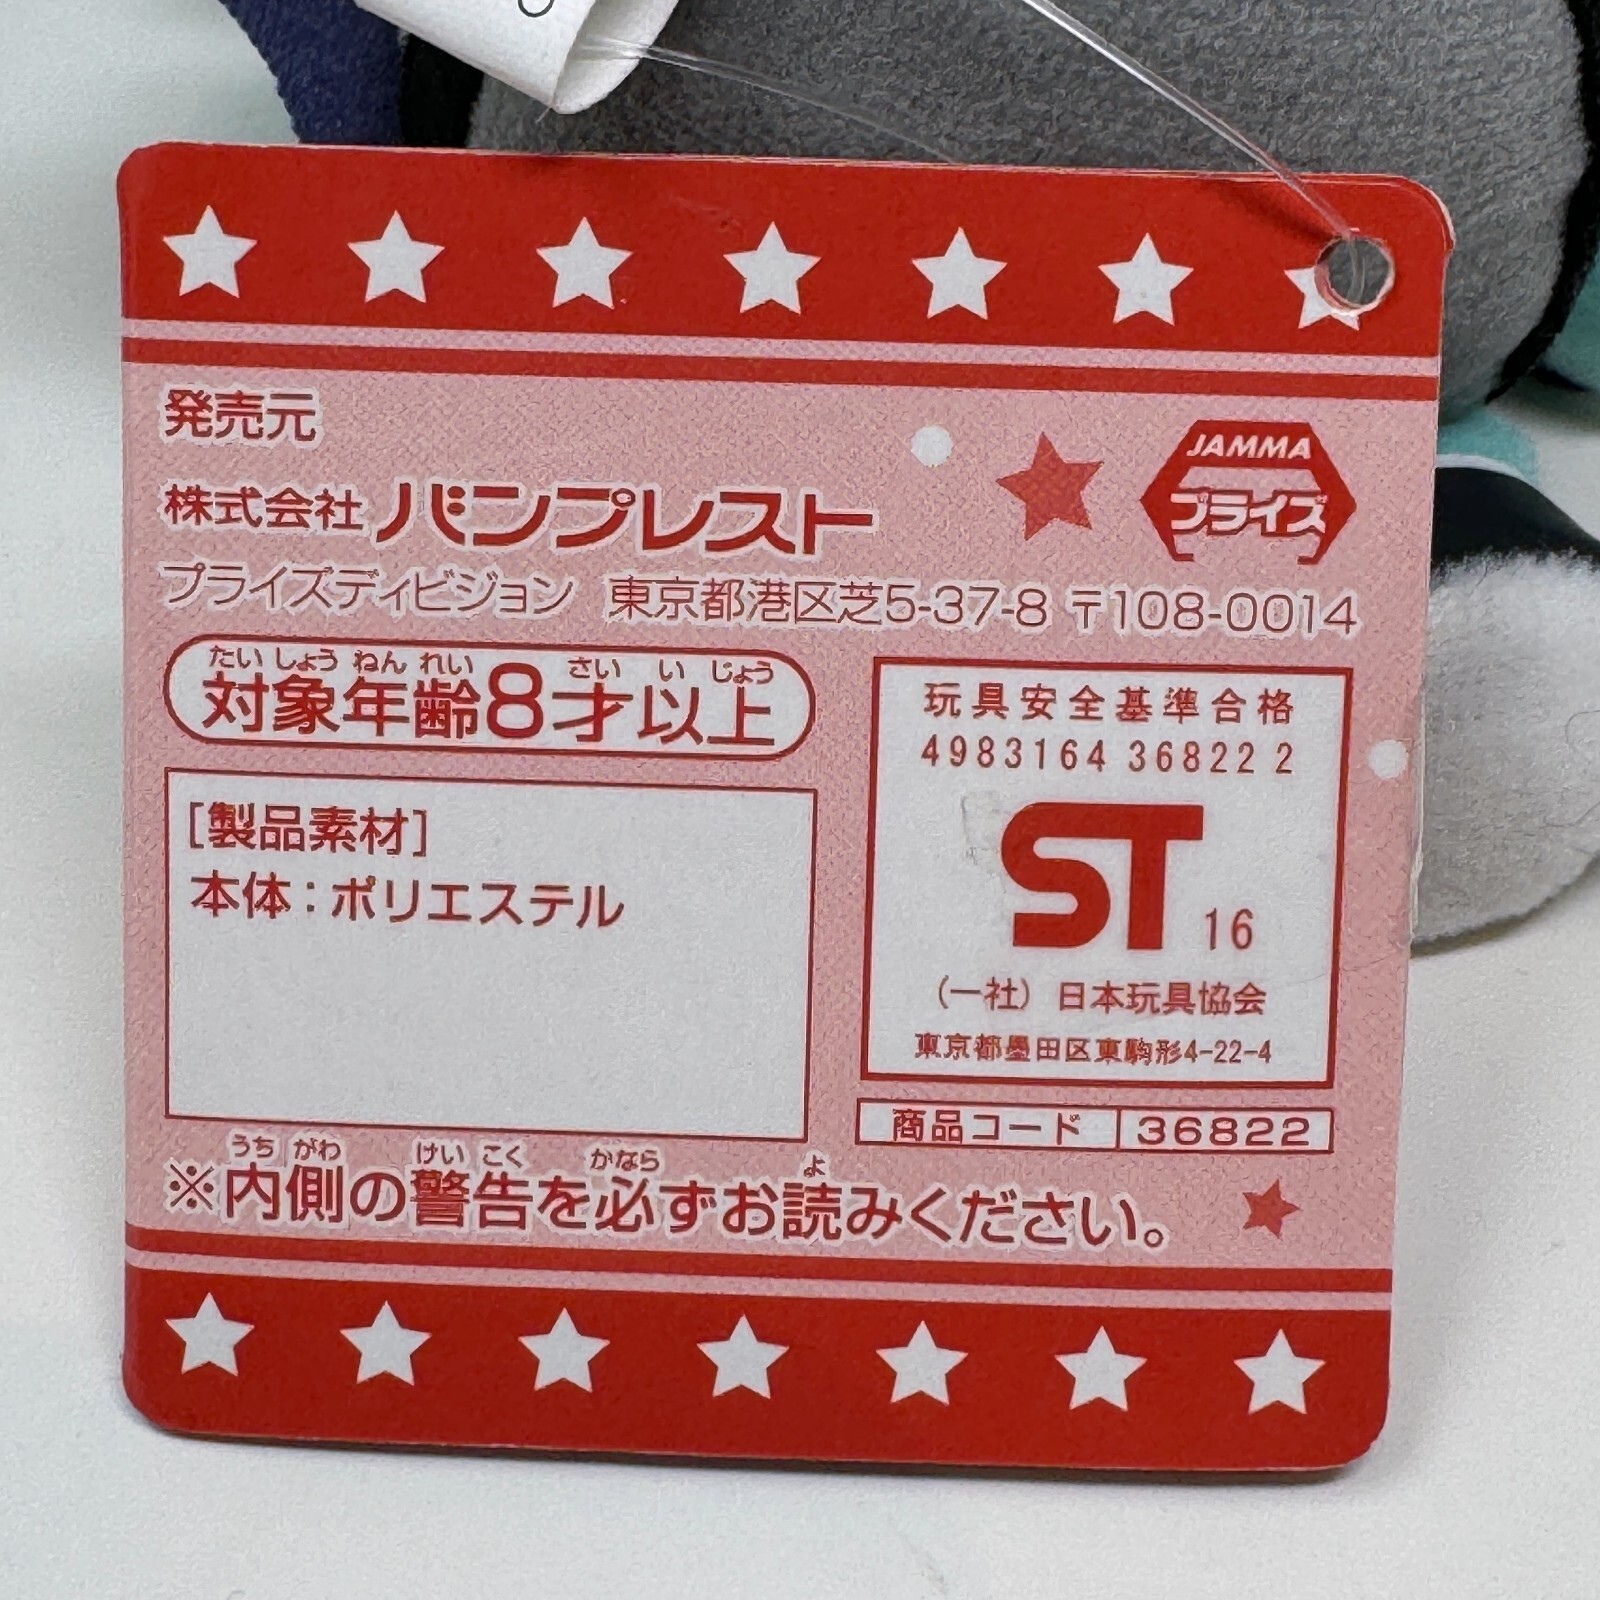 発売元
株式会社 バンプレスト
JAMMA
プライズ
プライズディビジョン 東京都港区芝5-37-8 〒108-0014
たいしょうねんれい さいいじょう
対象年齢8才以上
[製品素材]
本体:ポリエステル
玩具安全基準合格
4983164 36822 2
ST 16
(一社) 日本玩具協会
東京都墨田区東駒形4-22-4
商品コード 36822
うちがわ けいこく かなら よ
※内側の警告を必ずお読みください。